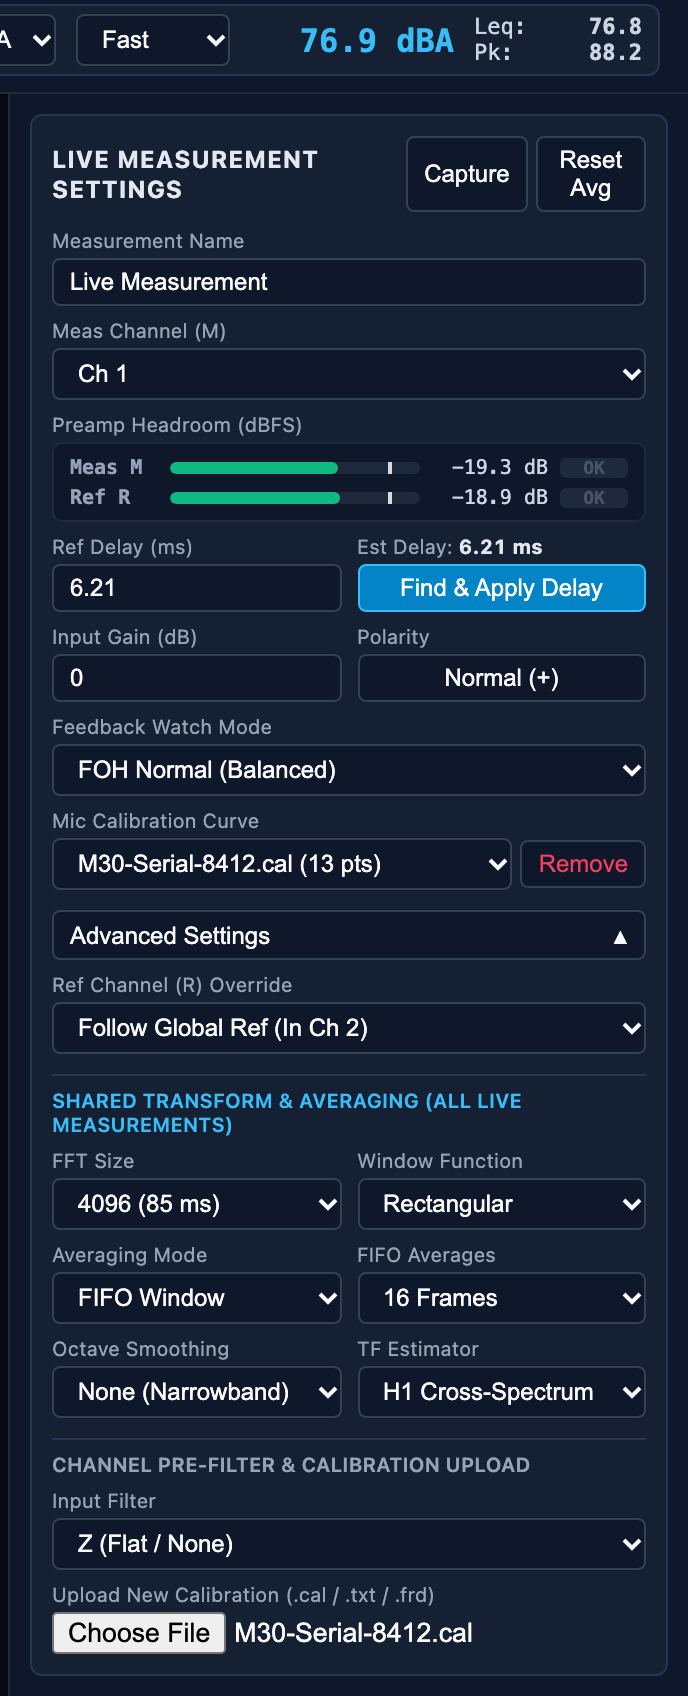 A
Fast
76.9 dBA
Leq: 76.8
Pk: 88.2
LIVE MEASUREMENT
SETTINGS
Capture
Reset
Avg
Measurement Name
Live Measurement
Meas Channel (M)
Ch 1
Preamp Headroom (dBFS)
Meas M −19.3 dB OK
Ref R −18.9 dB OK
Ref Delay (ms)
6.21
Est Delay: 6.21 ms
Find & Apply Delay
Input Gain (dB)
0
Polarity
Normal (+)
Feedback Watch Mode
FOH Normal (Balanced)
Mic Calibration Curve
M30-Serial-8412.cal (13 pts)
Remove
Advanced Settings ▲
Ref Channel (R) Override
Follow Global Ref (In Ch 2)
SHARED TRANSFORM & AVERAGING (ALL LIVE
MEASUREMENTS)
FFT Size
4096 (85 ms)
Window Function
Rectangular
Averaging Mode
FIFO Window
FIFO Averages
16 Frames
Octave Smoothing
None (Narrowband)
TF Estimator
H1 Cross-Spectrum
CHANNEL PRE-FILTER & CALIBRATION UPLOAD
Input Filter
Z (Flat / None)
Upload New Calibration (.cal / .txt / .frd)
Choose File M30-Serial-8412.cal